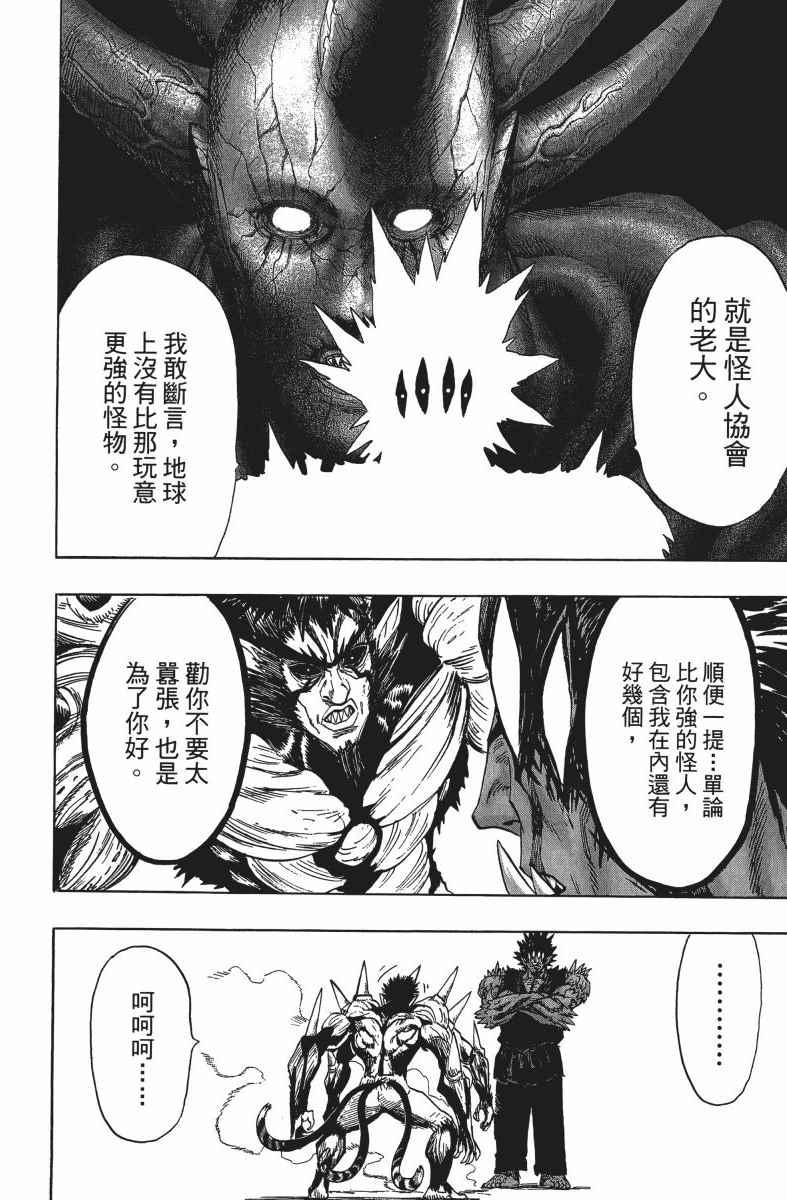 就是怪人協會
的老大。
我敢斷言，地球
上沒有比那玩意
更強的怪物。
順便一提…單論
比你強的怪人，
包含我在內還有
好幾個，
勸你不要太
囂張，也是
為了你好。
…………
呵呵呵……